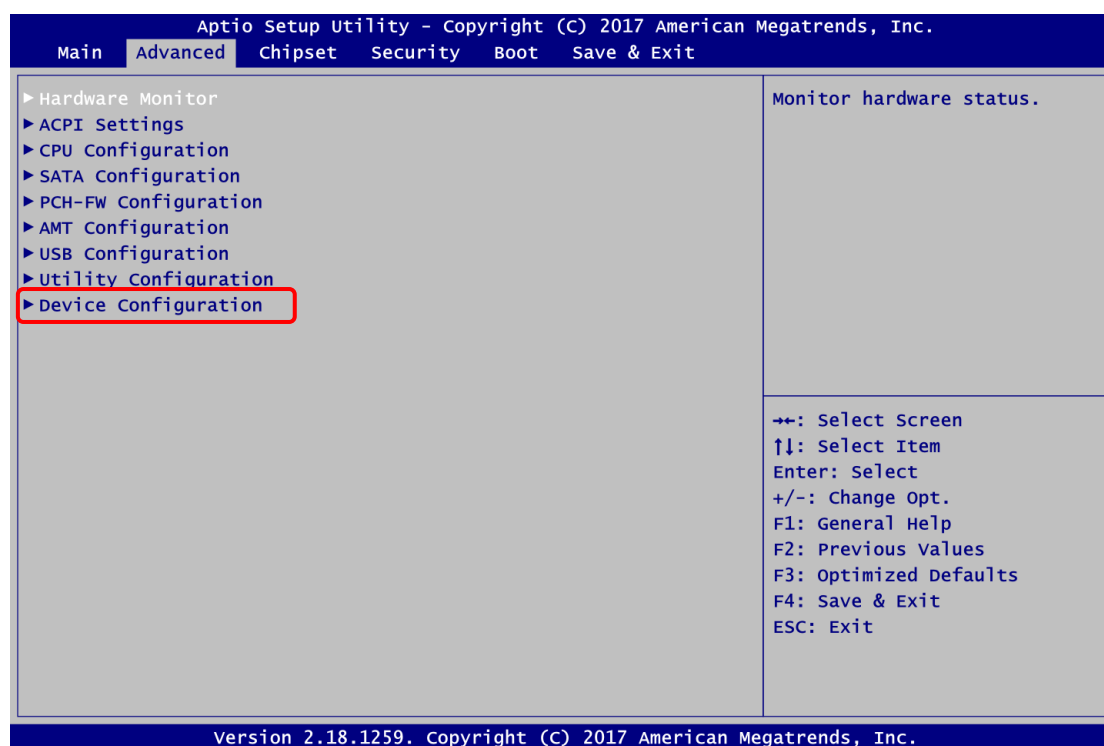 Aptio Setup Utility - Copyright (C) 2017 American Megatrends, Inc.
Main Advanced Chipset Security Boot Save & Exit
▶Hardware Monitor
▶ACPI Settings
▶CPU Configuration
▶SATA Configuration
▶PCH-FW Configuration
▶AMT Configuration
▶USB Configuration
▶Utility Configuration
▶Device Configuration
Monitor hardware status.
→←: Select Screen
↑↓: Select Item
Enter: Select
+/-: Change Opt.
F1: General Help
F2: Previous Values
F3: Optimized Defaults
F4: Save & Exit
ESC: Exit
Version 2.18.1259. Copyright (C) 2017 American Megatrends, Inc.